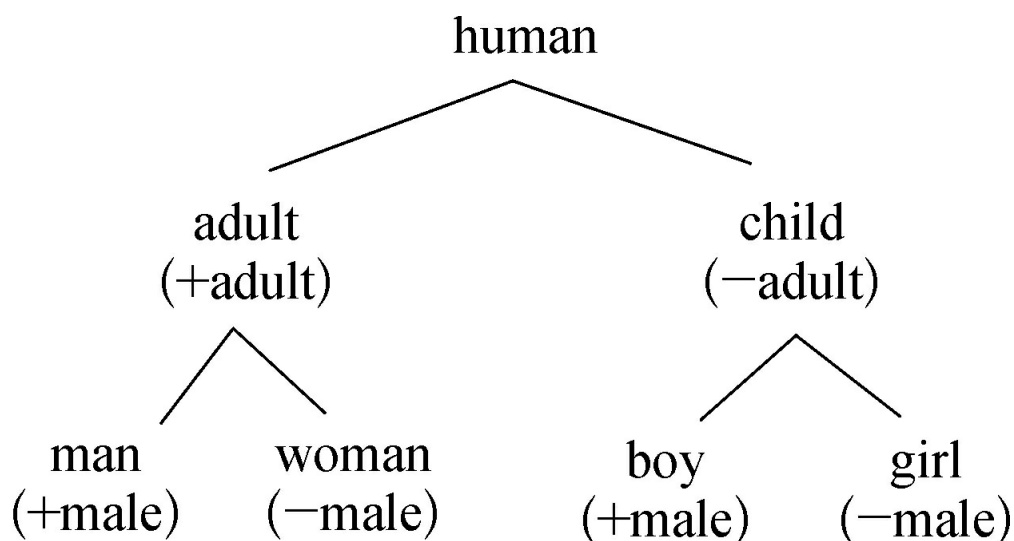 human
adult child
(+adult) (−adult)
man woman boy girl
(+male) (−male) (+male) (−male)